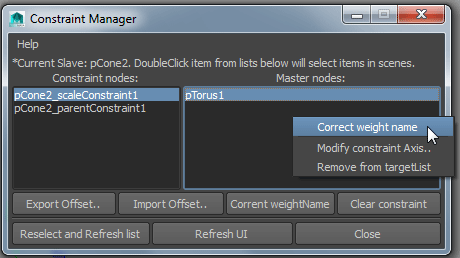 Constraint Manager
Help
*Current Slave: pCone2. DoubleClick item from lists below will select items in scenes.
Constraint nodes: Master nodes:
pCone2_scaleConstraint1 pTorus1
pCone2_parentConstraint1
Correct weight name
Modify constraint Axis..
Remove from targetList
Export Offset.. Import Offset.. Corrent weightName Clear constraint
Reselect and Refresh list Refresh UI Close